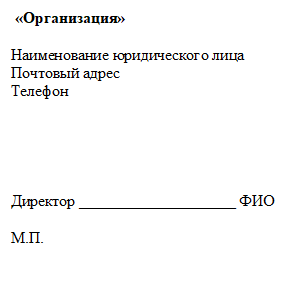 «Организация»
Наименование юридического лица
Почтовый адрес
Телефон
Директор ____________________ ФИО
М.П.